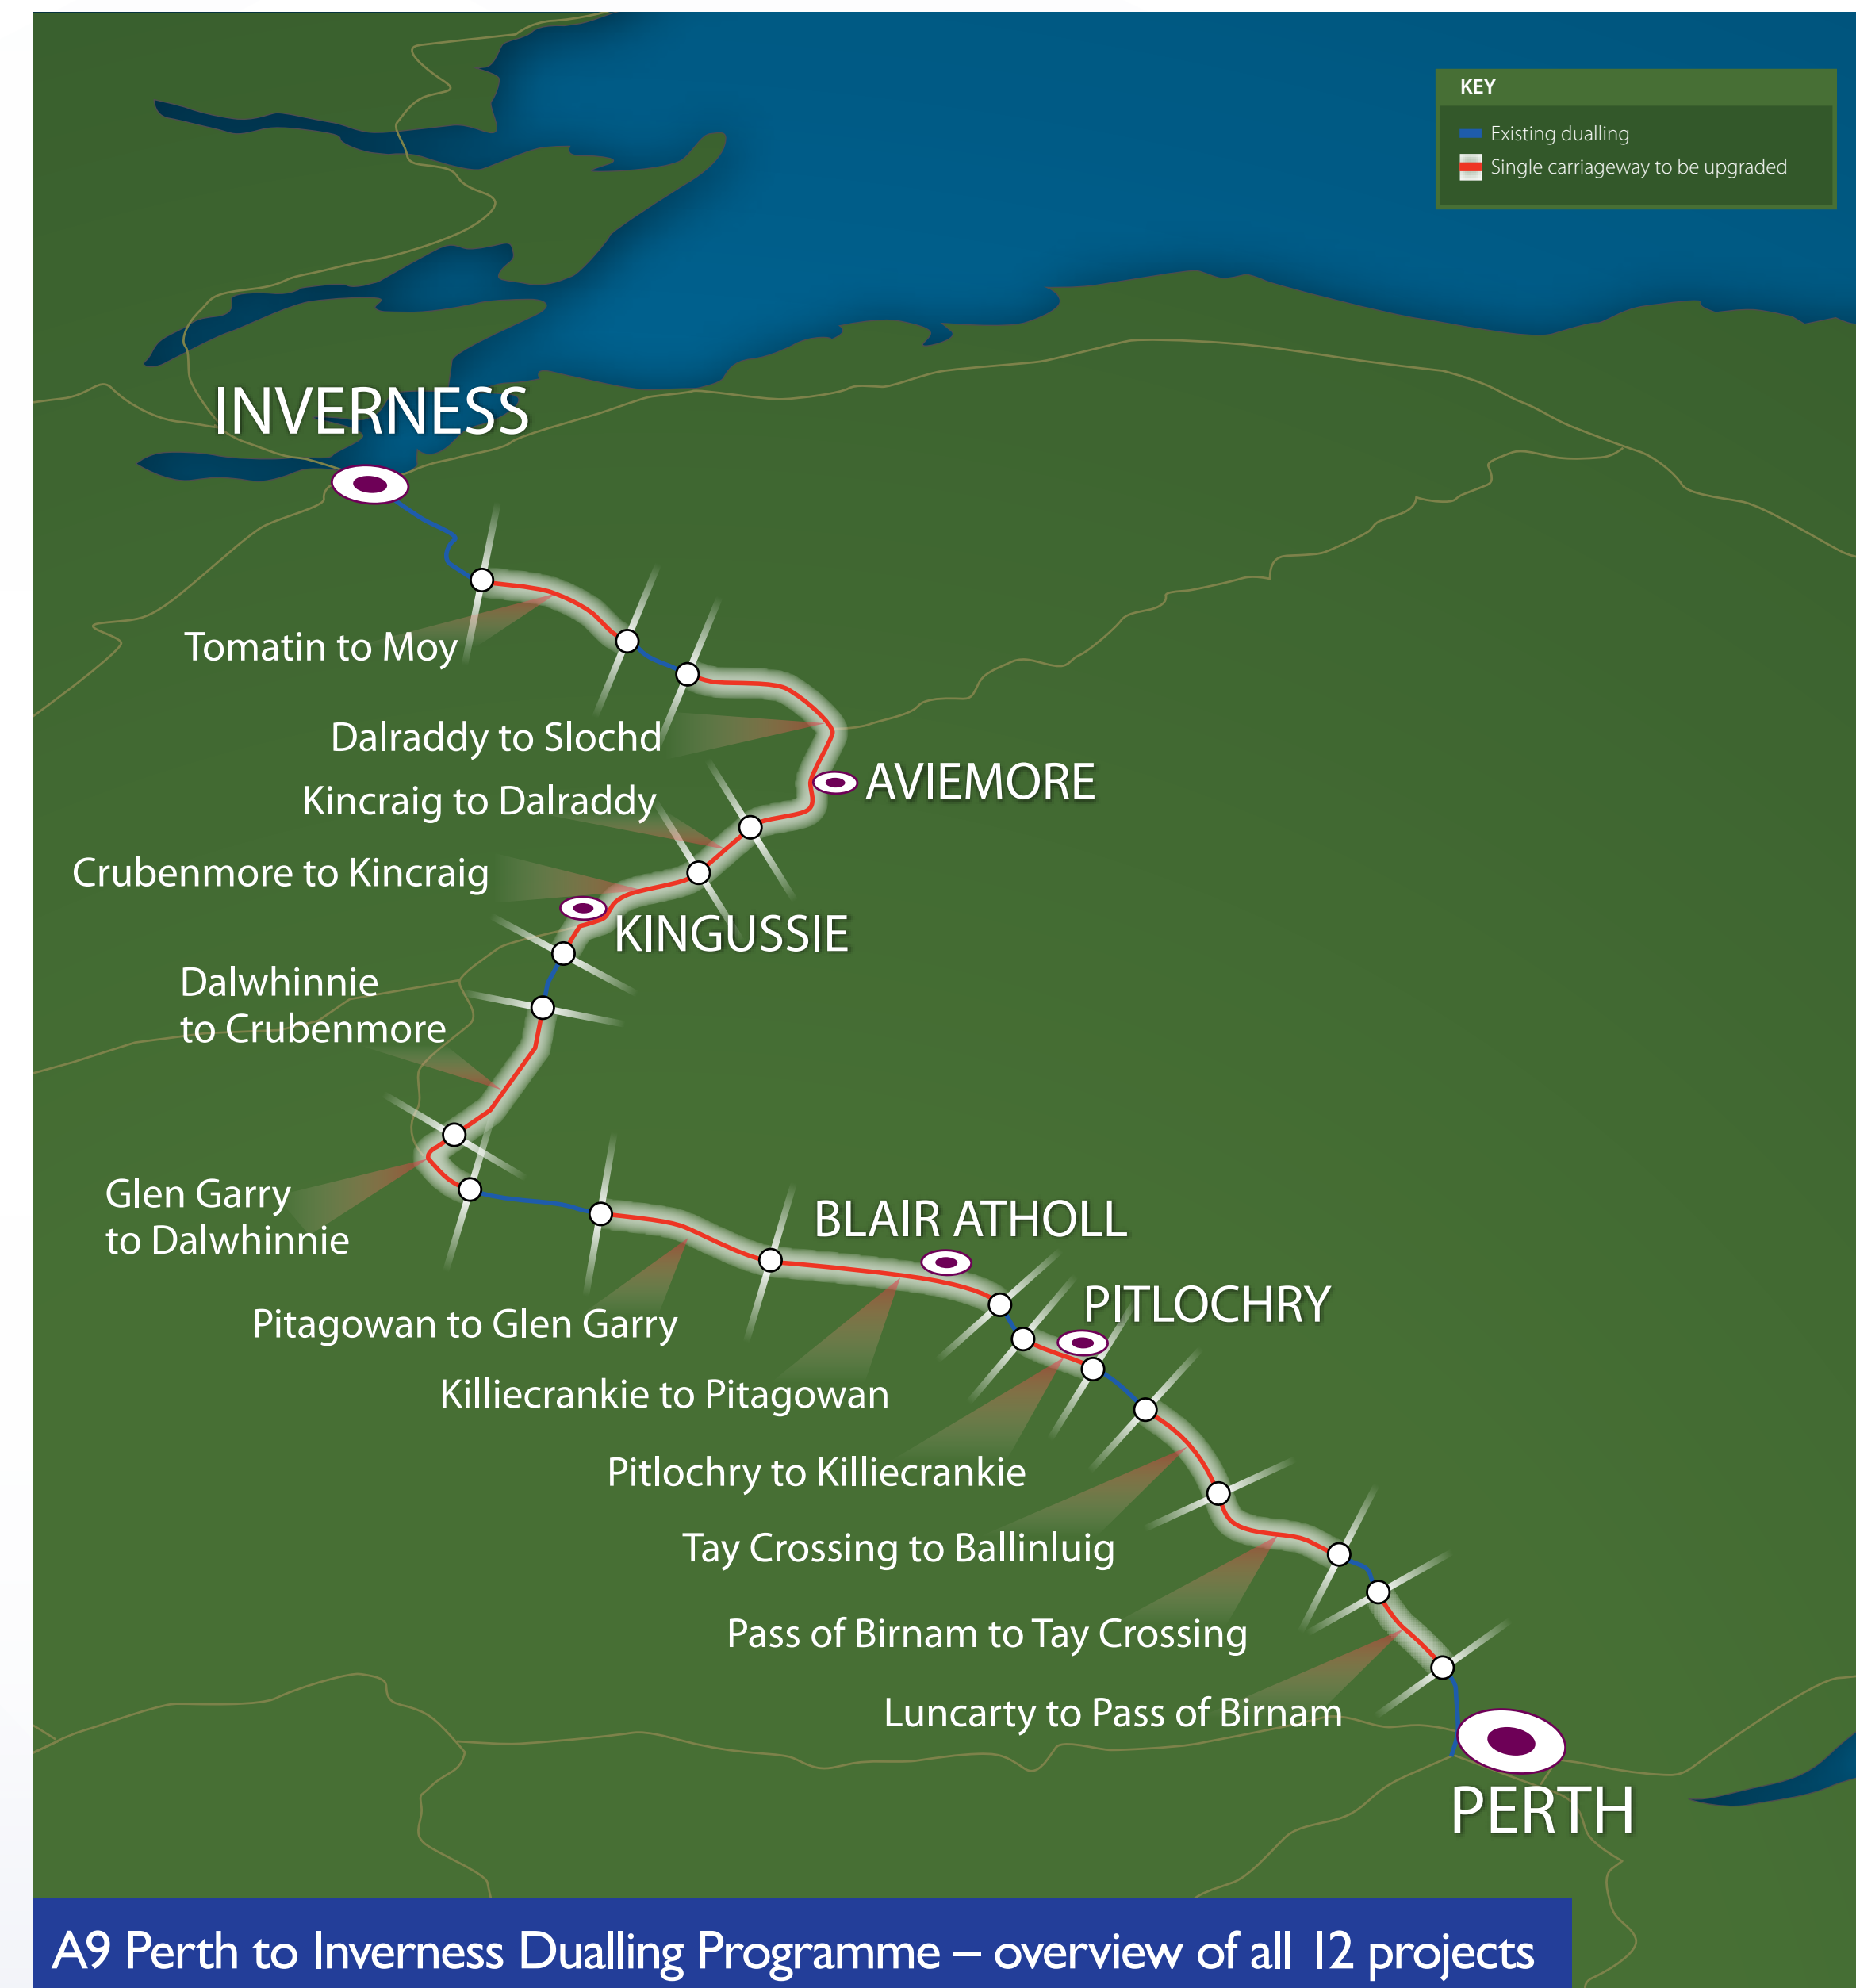 KEY
Existing dualling
Single carriageway to be upgraded
INVERNESS
Tomatin to Moy
Dalraddy to Slochd
AVIEMORE
Kincraig to Dalraddy
Crubenmore to Kincraig
KINGUSSIE
Dalwhinnie
to Crubenmore
Glen Garry
to Dalwhinnie
BLAIR ATHOLL
PITLOCHRY
Pitagowan to Glen Garry
Killiecrankie to Pitagowan
Pitlochry to Killiecrankie
Tay Crossing to Ballinluig
Pass of Birnam to Tay Crossing
Luncarty to Pass of Birnam
PERTH
A9 Perth to Inverness Dualling Programme – overview of all 12 projects